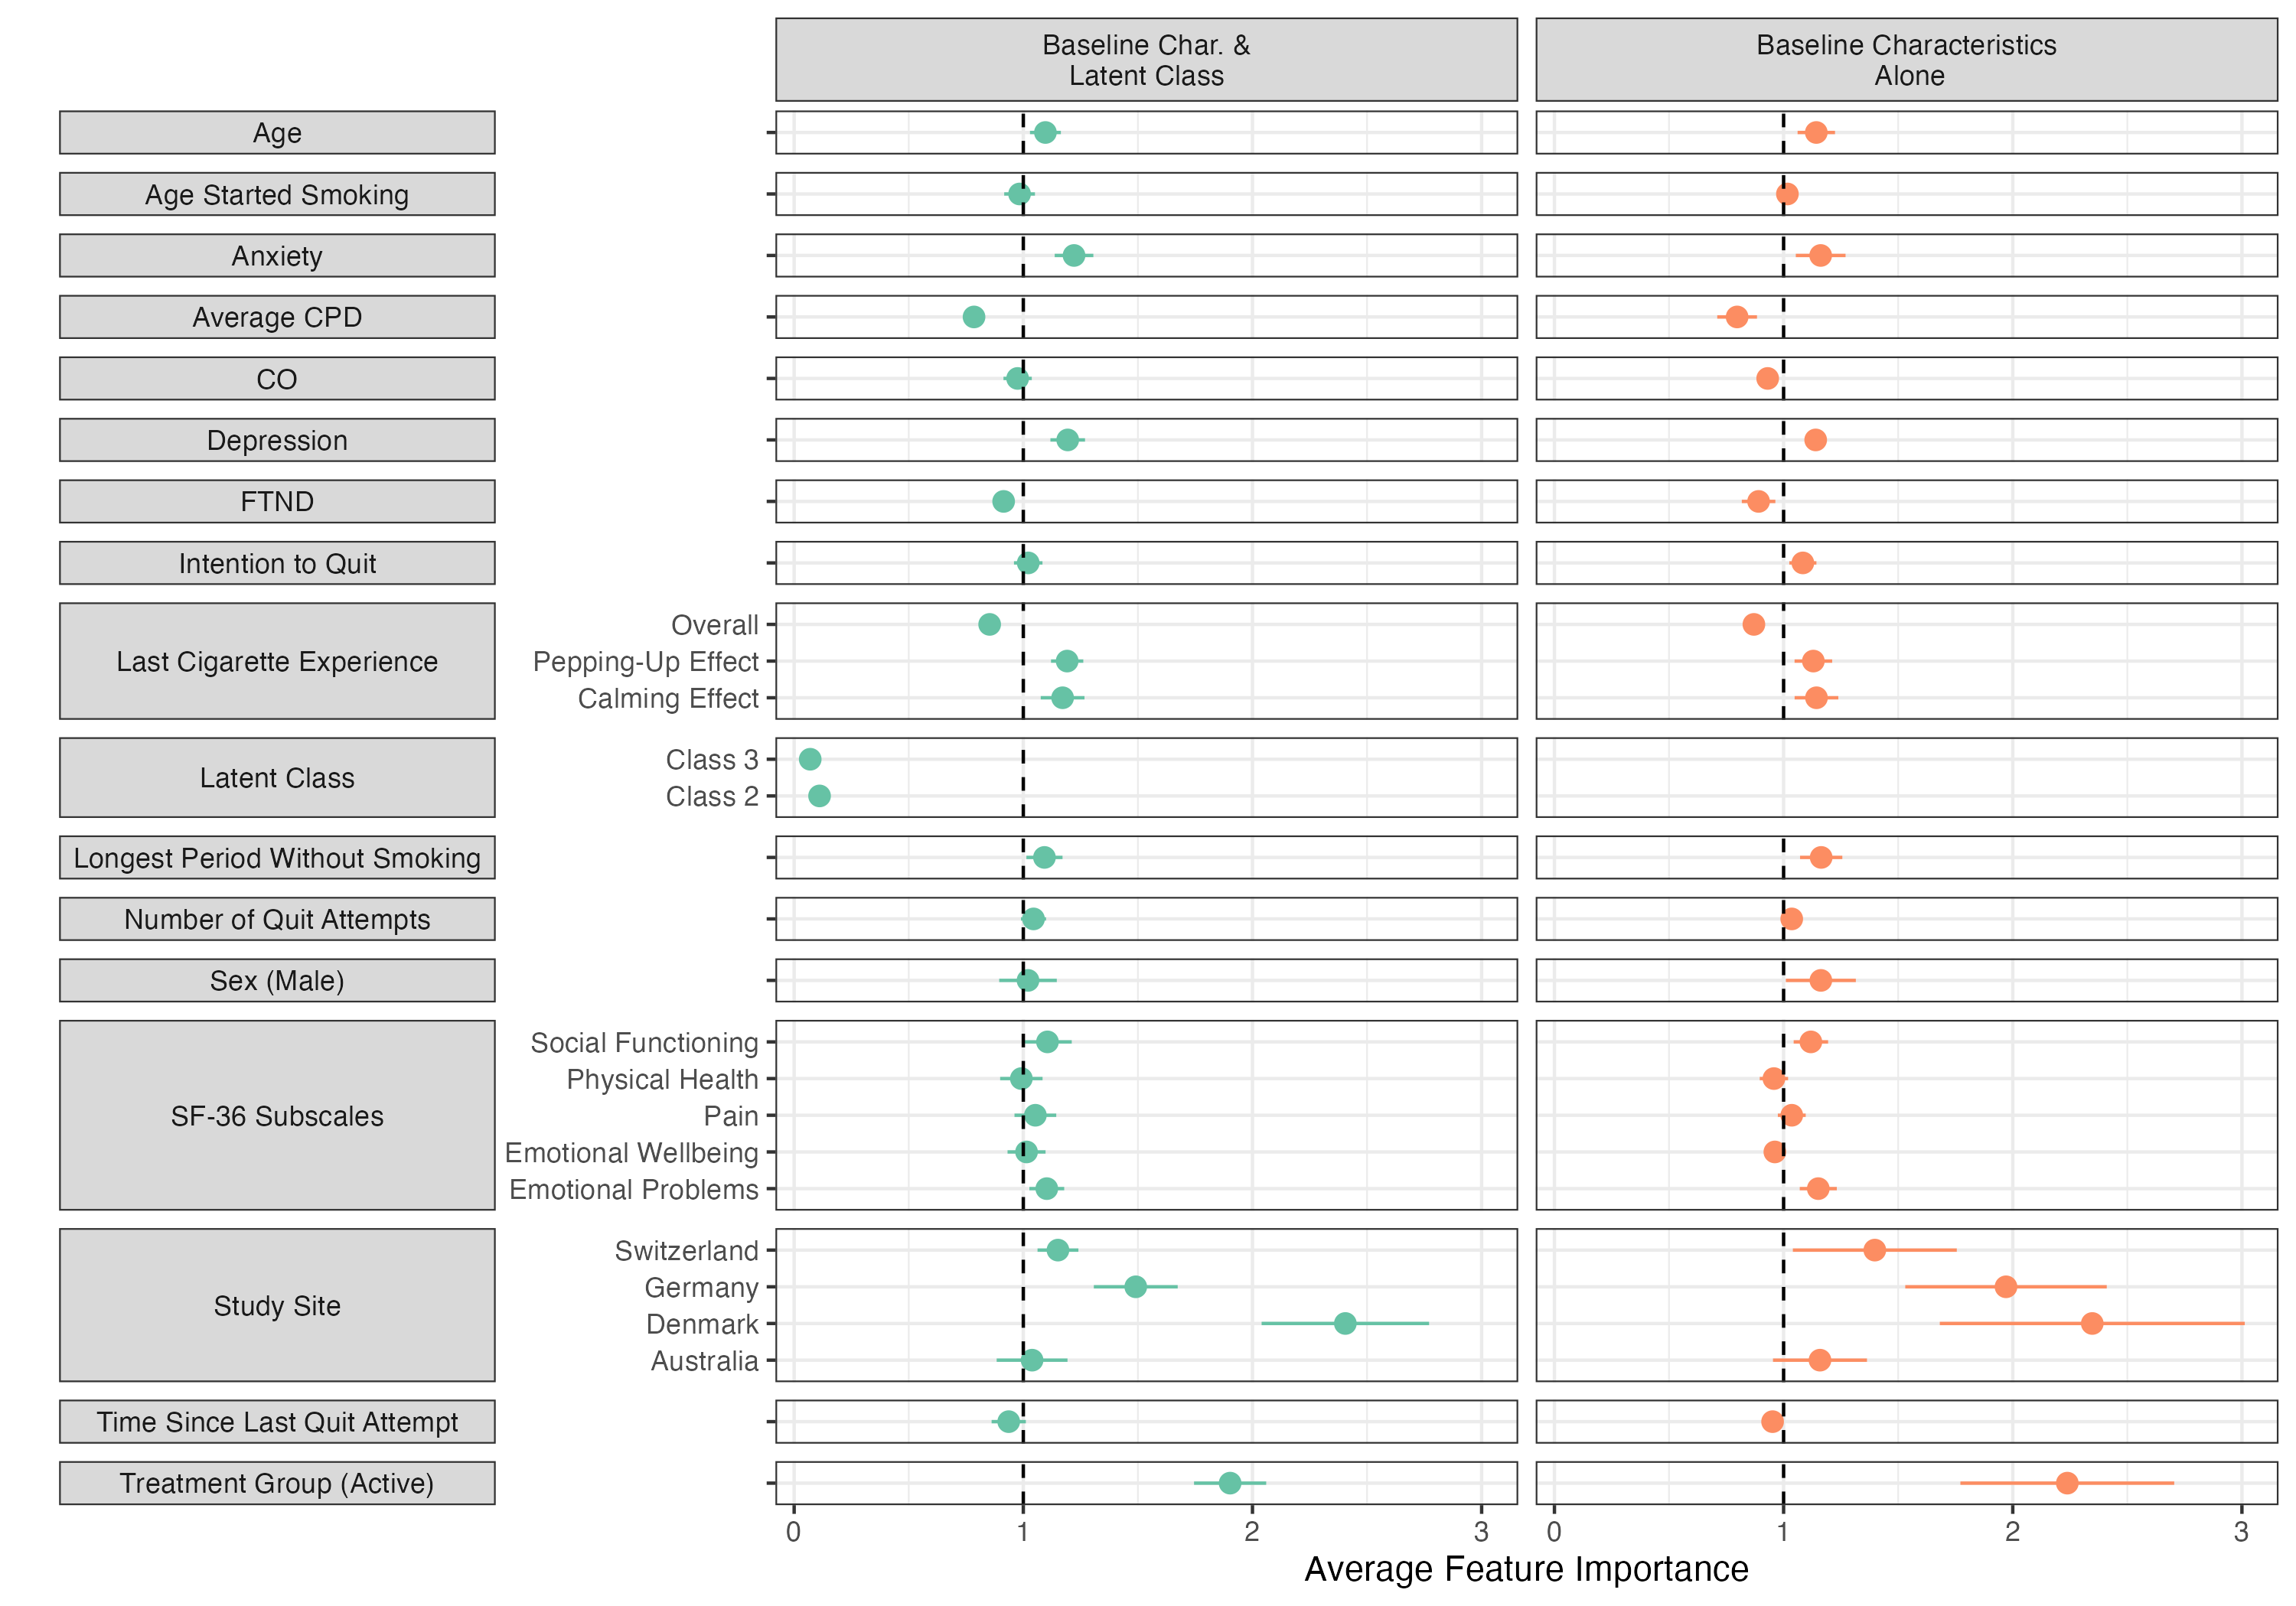 Baseline Char. &
Latent Class
Baseline Characteristics
Alone
Age
Age Started Smoking
Anxiety
Average CPD
CO
Depression
FTND
Intention to Quit
Last Cigarette Experience
Overall
Pepping-Up Effect
Calming Effect
Latent Class
Class 3
Class 2
Longest Period Without Smoking
Number of Quit Attempts
Sex (Male)
SF-36 Subscales
Social Functioning
Physical Health
Pain
Emotional Wellbeing
Emotional Problems
Study Site
Switzerland
Germany
Denmark
Australia
Time Since Last Quit Attempt
Treatment Group (Active)
0 1 2 3 0 1 2 3
Average Feature Importance